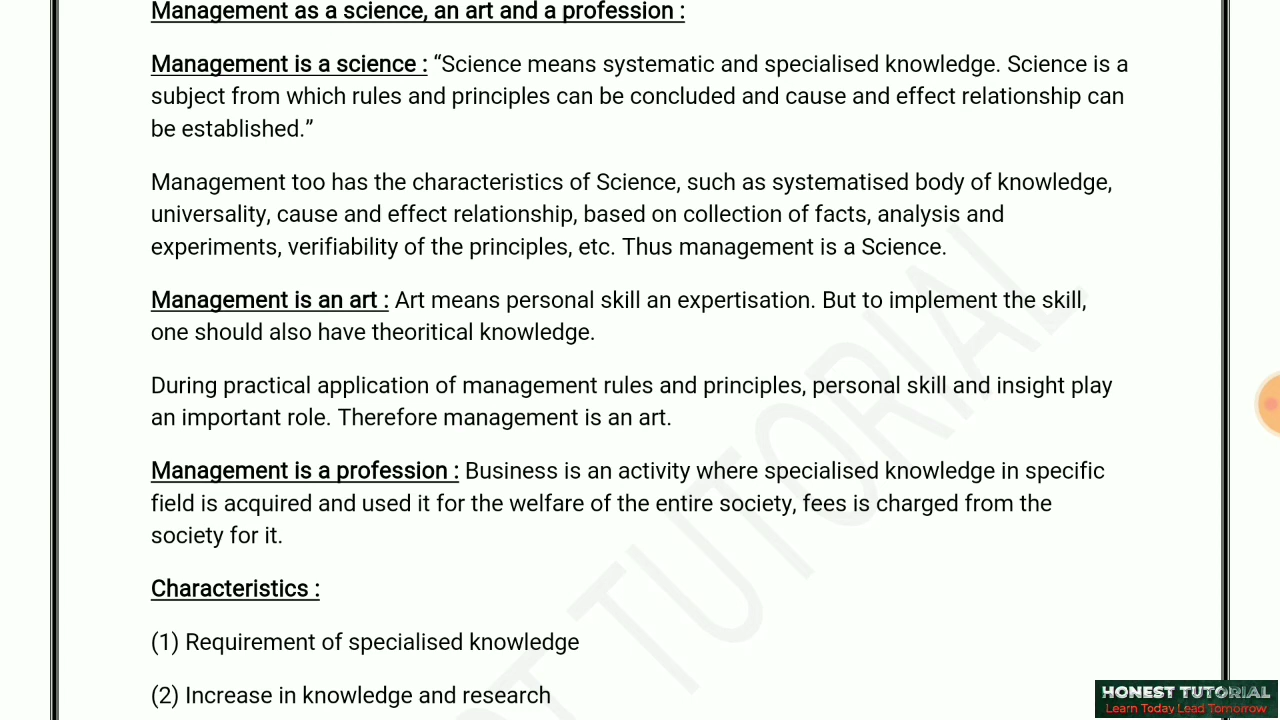 Management as a science, an art and a profession :
Management is a science : “Science means systematic and specialised knowledge. Science is a
subject from which rules and principles can be concluded and cause and effect relationship can
be established.”
Management too has the characteristics of Science, such as systematised body of knowledge,
universality, cause and effect relationship, based on collection of facts, analysis and
experiments, verifiability of the principles, etc. Thus management is a Science.
Management is an art : Art means personal skill an expertisation. But to implement the skill,
one should also have theoritical knowledge.
During practical application of management rules and principles, personal skill and insight play
an important role. Therefore management is an art.
Management is a profession : Business is an activity where specialised knowledge in specific
field is acquired and used it for the welfare of the entire society, fees is charged from the
society for it.
Characteristics :
(1) Requirement of specialised knowledge
(2) Increase in knowledge and research
TUTORIAL
HONEST TUTORIAL
Learn Today Lead Tomorrow